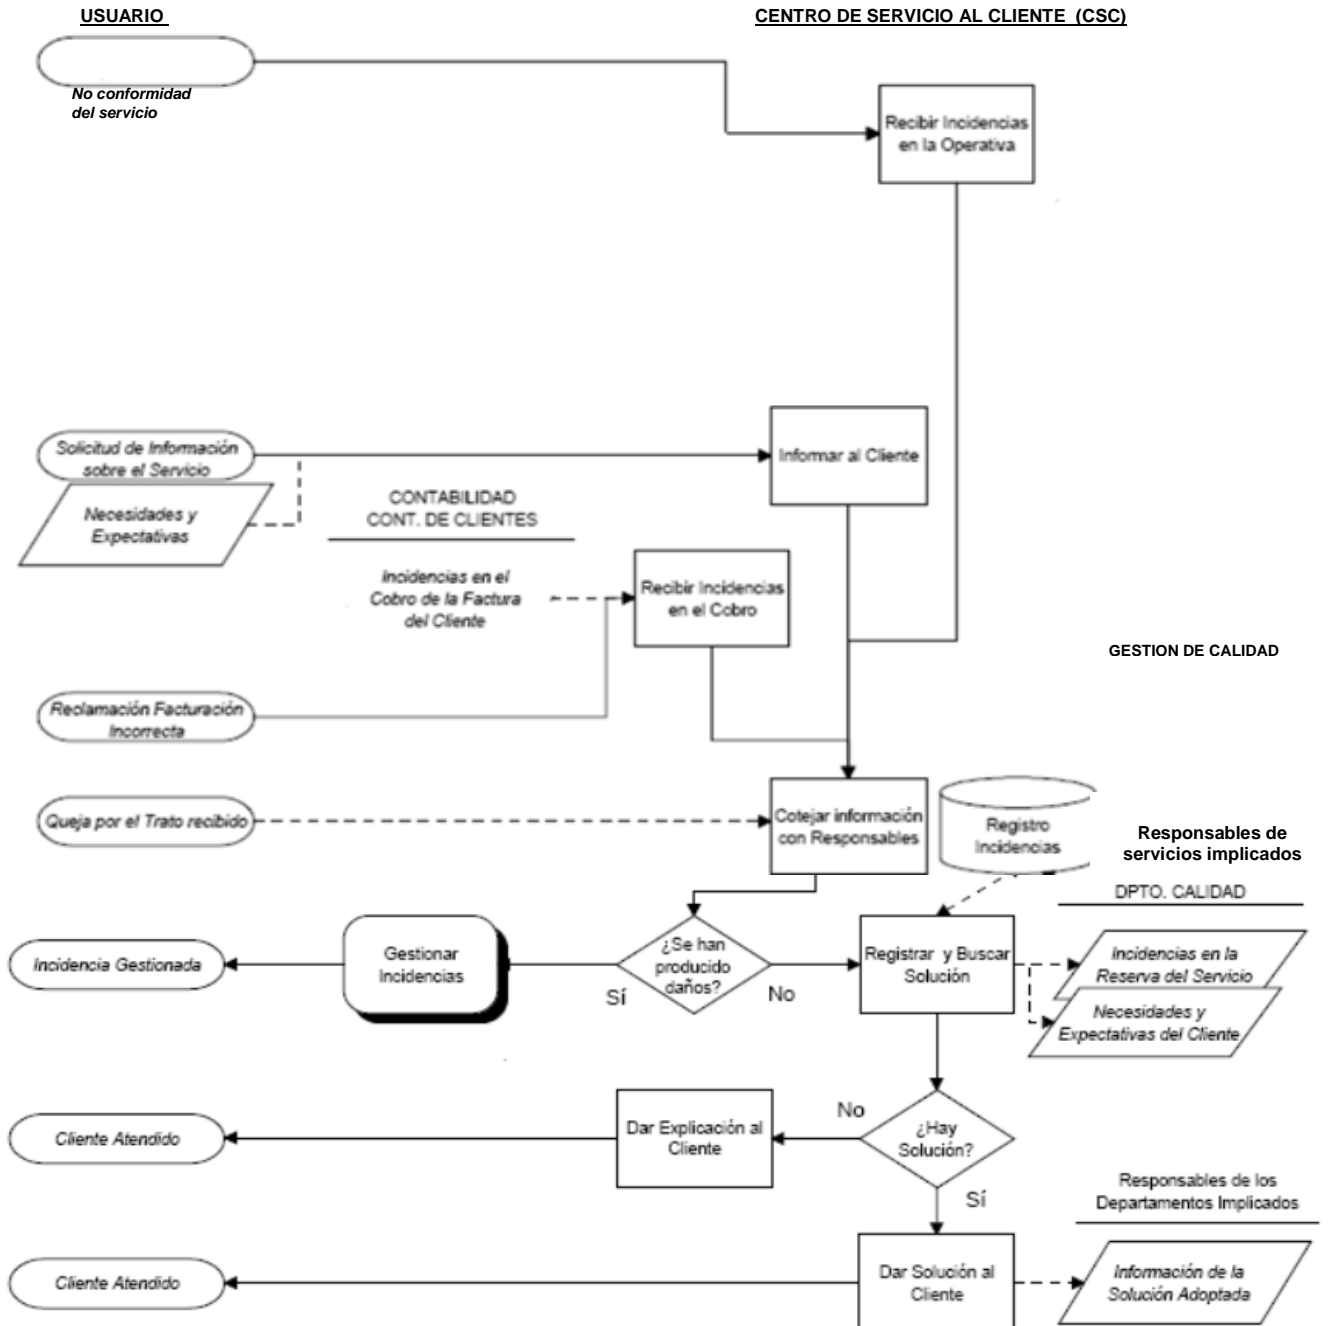 USUARIO
CENTRO DE SERVICIO AL CLIENTE (CSC)
No conformidad
del servicio
Recibir Incidencias
en la Operativa
Solicitud de Información
sobre el Servicio
Informar al Cliente
Necesidades y
Expectativas
CONTABILIDAD
CONT. DE CLIENTES
Incidencias en el
Cobro de la Factura
del Cliente
Recibir Incidencias
en el Cobro
GESTION DE CALIDAD
Reclamación Facturación
Incorrecta
Queja por el Trato recibido
Cotejar información
con Responsables
Registro
Incidencias
Responsables de
servicios implicados
DPTO. CALIDAD
Incidencia Gestionada
Gestionar
Incidencias
¿Se han
producido
daños?
Sí
No
Registrar y Buscar
Solución
Incidencias en la
Reserva del Servicio
Necesidades y
Expectativas del Cliente
Cliente Atendido
Dar Explicación al
Cliente
No
¿Hay
Solución?
Sí
Responsables de los
Departamentos Implicados
Cliente Atendido
Dar Solución al
Cliente
Información de la
Solución Adoptada